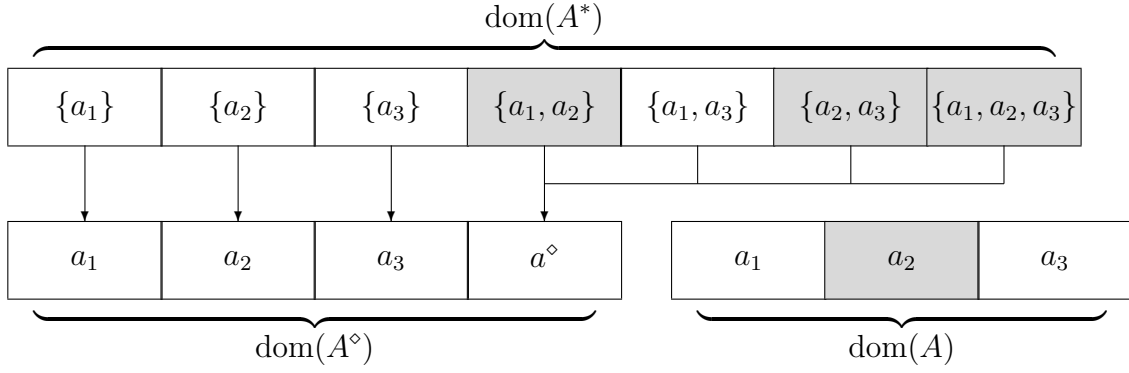 dom(A*)
{a₁} {a₂} {a₃} {a₁, a₂} {a₁, a₃} {a₂, a₃} {a₁, a₂, a₃}
a₁ a₂ a₃ a⋄ a₁ a₂ a₃
dom(A⋄) dom(A)